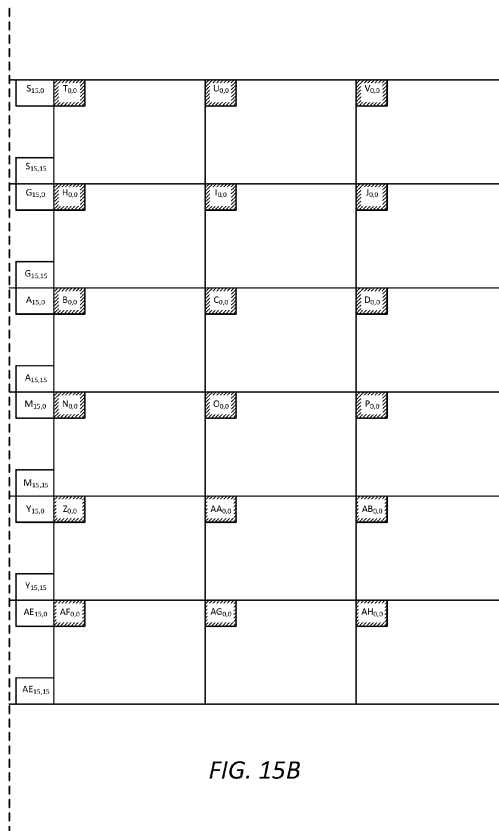 S15,0 T0,0 U0,0 V0,0
S15,15
G15,0 H0,0 I0,0 J0,0
G15,15
A15,0 B0,0 C0,0 D0,0
A15,15
M15,0 N0,0 O0,0 P0,0
M15,15
Y15,0 Z0,0 AA0,0 AB0,0
Y15,15
AE15,0 AF0,0 AG0,0 AH0,0
AE15,15
FIG. 15B